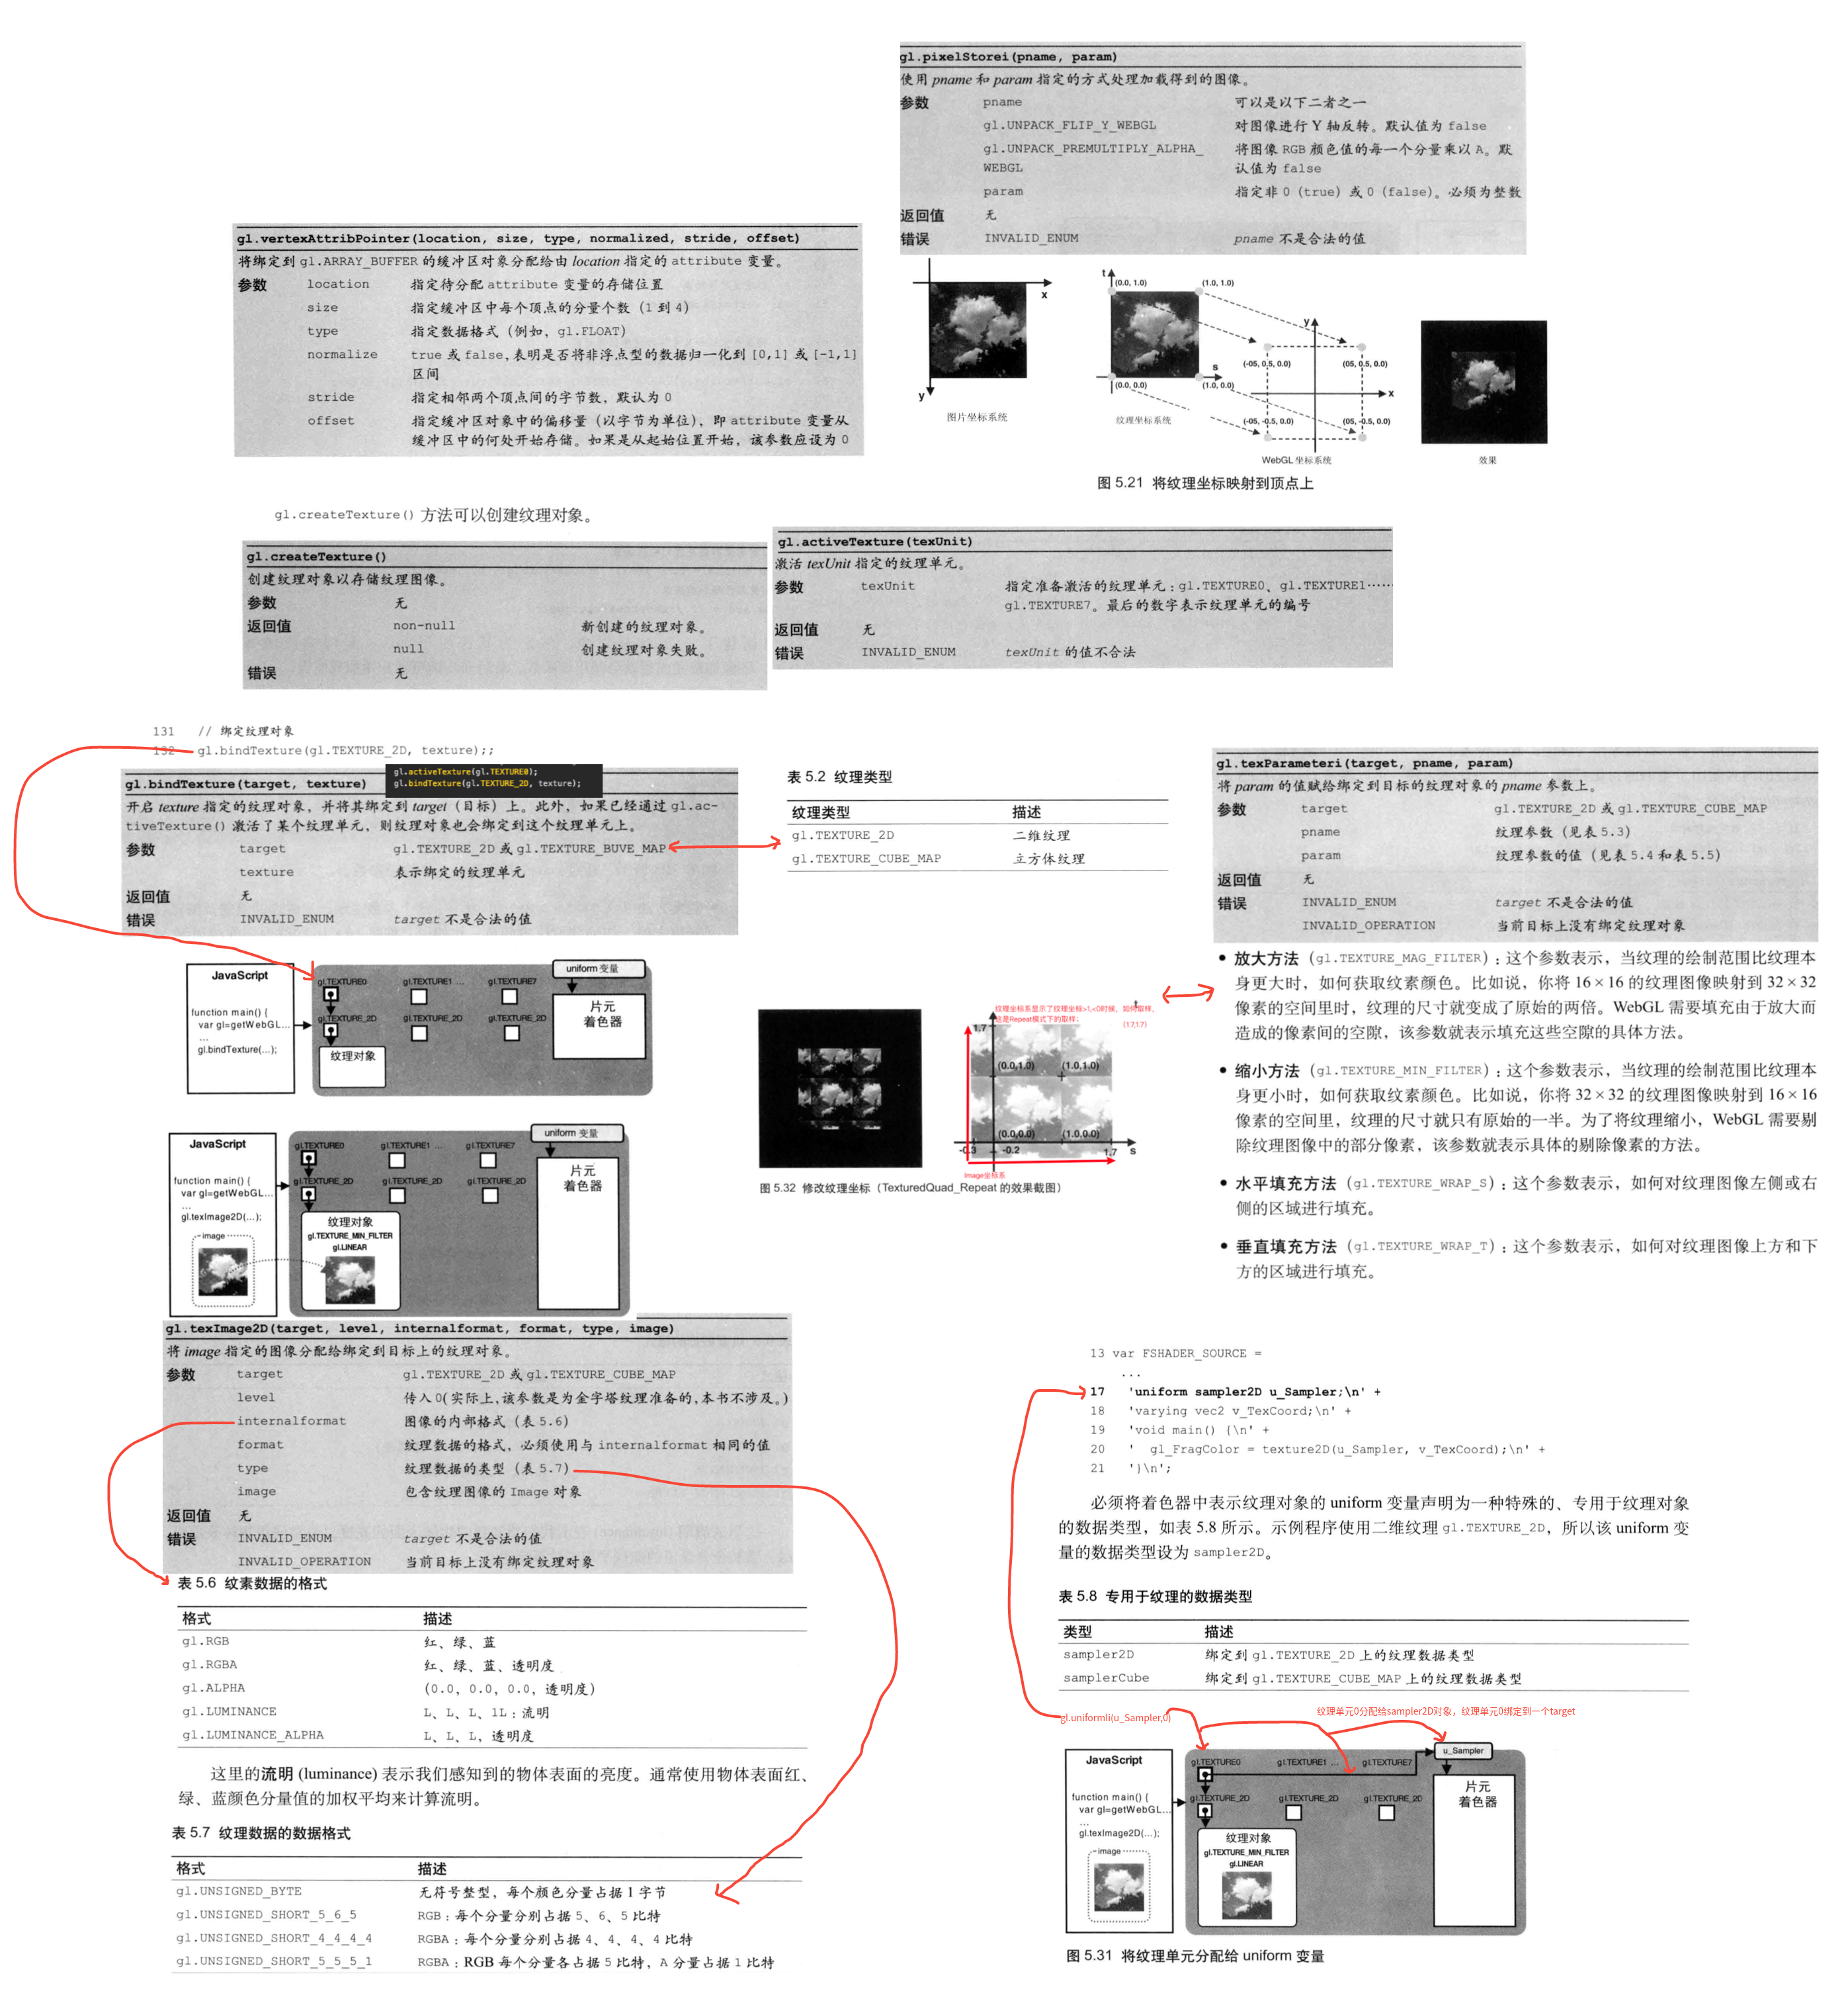 gl.pixelStorei(pname, param)
使用 pname 和 param 指定的方式处理加载得到的图像。
参数 pname 可以是以下二者之一
gl.UNPACK_FLIP_Y_WEBGL 对图像进行 Y 轴反转。默认值为 false
gl.UNPACK_PREMULTIPLY_ALPHA_ 将图像 RGB 颜色值的每一个分量乘以 A。默
WEBGL 认值为 false
param 指定非 0 (true) 或 0 (false)。必须为整数
返回值 无
错误 INVALID_ENUM pname 不是合法的值
gl.vertexAttribPointer(location, size, type, normalized, stride, offset)
将绑定到 gl.ARRAY_BUFFER 的缓冲区对象分配给由 location 指定的 attribute 变量。
参数 location 指定待分配 attribute 变量的存储位置
size 指定缓冲区中每个顶点的分量个数（1 到 4）
type 指定数据格式（例如、gl.FLOAT）
normalize true 或 false, 表明是否将非浮点型的数据归一化到 [0,1] 或 [-1,1]
区间
stride 指定相邻两个顶点间的字节数，默认为 0
offset 指定缓冲区对象中的偏移量（以字节为单位），即 attribute 变量从
缓冲区中的何处开始存储。如果是从起始位置开始，该参数应设为 0
x
y
图片坐标系统
t
(0.0, 1.0)
(1.0, 1.0)
s
(0.0, 0.0)
(1.0, 0.0)
纹理坐标系统
y
(-05, 0.5, 0.0)
(05, 0.5, 0.0)
x
(-05, -0.5, 0.0)
(05, -0.5, 0.0)
WebGL 坐标系统
效果
图 5.21 将纹理坐标映射到顶点上
gl.createTexture() 方法可以创建纹理对象。
gl.createTexture()
创建纹理对象以存储纹理图像。
参数 无
返回值 non-null 新创建的纹理对象。
null 创建纹理对象失败。
错误 无
gl.activeTexture(texUnit)
激活 texUnit 指定的纹理单元。
参数 texUnit 指定准备激活的纹理单元：gl.TEXTURE0、gl.TEXTURE1……
gl.TEXTURE7。最后的数字表示纹理单元的编号
返回值 无
错误 INVALID_ENUM texUnit 的值不合法
131 // 绑定纹理对象
132 gl.bindTexture(gl.TEXTURE_2D, texture);;
gl.activeTexture(gl.TEXTURE0);
gl.bindTexture(gl.TEXTURE_2D, texture);
gl.bindTexture(target, texture)
开启 texture 指定的纹理对象，并将其绑定到 target（目标）上。此外，如果已经通过 gl.ac-
tiveTexture() 激活了某个纹理单元，则纹理对象也会绑定到这个纹理单元上。
参数 target gl.TEXTURE_2D 或 gl.TEXTURE_BUVE_MAP
texture 表示绑定的纹理单元
返回值 无
错误 INVALID_ENUM target 不是合法的值
表 5.2 纹理类型
纹理类型 描述
gl.TEXTURE_2D 二维纹理
gl.TEXTURE_CUBE_MAP 立方体纹理
gl.texParameteri(target, pname, param)
将 param 的值赋给绑定到目标的纹理对象的 pname 参数上。
参数 target gl.TEXTURE_2D 或 gl.TEXTURE_CUBE_MAP
pname 纹理参数（见表 5.3）
param 纹理参数的值（见表 5.4 和表 5.5）
返回值 无
错误 INVALID_ENUM target 不是合法的值
INVALID_OPERATION 当前目标上没有绑定纹理对象
• 放大方法（gl.TEXTURE_MAG_FILTER）：这个参数表示，当纹理的绘制范围比纹理本
身更大时，如何获取纹素颜色。比如说，你将 16×16 的纹理图像映射到 32×32
像素的空间里时，纹理的尺寸就变成了原始的两倍。WebGL 需要填充由于放大而
造成的像素间的空隙，该参数就表示填充这些空隙的具体方法。
• 缩小方法（gl.TEXTURE_MIN_FILTER）：这个参数表示，当纹理的绘制范围比纹理本
身更小时，如何获取纹素颜色。比如说，你将 32×32 的纹理图像映射到 16×16
像素的空间里，纹理的尺寸就只有原始的一半。为了将纹理缩小，WebGL 需要剔
除纹理图像中的部分像素，该参数就表示具体的剔除像素的方法。
• 水平填充方法（gl.TEXTURE_WRAP_S）：这个参数表示，如何对纹理图像左侧或右
侧的区域进行填充。
• 垂直填充方法（gl.TEXTURE_WRAP_T）：这个参数表示，如何对纹理图像上方和下
方的区域进行填充。
JavaScript
function main() {
var gl=getWebGL...
...
gl.bindTexture(...);
gl.TEXTURE0 gl.TEXTURE1 ... gl.TEXTURE7
gl.TEXTURE_2D gl.TEXTURE_2D gl.TEXTURE_2D
纹理对象
uniform 变量
片元
着色器
JavaScript
function main() {
var gl=getWebGL...
...
gl.texImage2D(...);
image
gl.TEXTURE0 gl.TEXTURE1 ... gl.TEXTURE7
gl.TEXTURE_2D gl.TEXTURE_2D gl.TEXTURE_2D
纹理对象
gl.TEXTURE_MIN_FILTER
gl.LINEAR
uniform 变量
片元
着色器
纹理坐标系显示了纹理坐标>1,<0时候，如何取样，
这是Repeat模式下的取样：
t
(1.7,1.7)
1.7
(0.0,1.0) (1.0,1.0)
(0.0,0.0) (1.0,0.0)
-0.3 -0.2 1.7 s
Image坐标系
图 5.32 修改纹理坐标（TexturedQuad_Repeat 的效果截图）
gl.texImage2D(target, level, internalformat, format, type, image)
将 image 指定的图像分配给绑定到目标上的纹理对象。
参数 target gl.TEXTURE_2D 或 gl.TEXTURE_CUBE_MAP
level 传入 0(实际上,该参数是为金字塔纹理准备的,本书不涉及。)
internalformat 图像的内部格式（表 5.6）
format 纹理数据的格式，必须使用与 internalformat 相同的值
type 纹理数据的类型（表 5.7）
image 包含纹理图像的 Image 对象
返回值 无
错误 INVALID_ENUM target 不是合法的值
INVALID_OPERATION 当前目标上没有绑定纹理对象
表 5.6 纹素数据的格式
格式 描述
gl.RGB 红、绿、蓝
gl.RGBA 红、绿、蓝、透明度
gl.ALPHA (0.0, 0.0, 0.0, 透明度)
gl.LUMINANCE L、L、L、1L：流明
gl.LUMINANCE_ALPHA L、L、L，透明度
这里的流明 (luminance) 表示我们感知到的物体表面的亮度。通常使用物体表面红、
绿、蓝颜色分量值的加权平均来计算流明。
表 5.7 纹理数据的数据格式
格式 描述
gl.UNSIGNED_BYTE 无符号整型，每个颜色分量占据 1 字节
gl.UNSIGNED_SHORT_5_6_5 RGB：每个分量分别占据 5、6、5 比特
gl.UNSIGNED_SHORT_4_4_4_4 RGBA：每个分量分别占据 4、4、4、4 比特
gl.UNSIGNED_SHORT_5_5_5_1 RGBA：RGB 每个分量各占据 5 比特，A 分量占据 1 比特
13 var FSHADER_SOURCE =
...
17 'uniform sampler2D u_Sampler;\n' +
18 'varying vec2 v_TexCoord;\n' +
19 'void main() {\n' +
20 '  gl_FragColor = texture2D(u_Sampler, v_TexCoord);\n' +
21 '}\n';
必须将着色器中表示纹理对象的 uniform 变量声明为一种特殊的、专用于纹理对象
的数据类型，如表 5.8 所示。示例程序使用二维纹理 gl.TEXTURE_2D，所以该 uniform 变
量的数据类型设为 sampler2D。
表 5.8 专用于纹理的数据类型
类型 描述
sampler2D 绑定到 gl.TEXTURE_2D 上的纹理数据类型
samplerCube 绑定到 gl.TEXTURE_CUBE_MAP 上的纹理数据类型
gl.uniformli(u_Sampler,0)
纹理单元0分配给sampler2D对象，纹理单元0绑定到一个target
JavaScript
function main() {
var gl=getWebGL...
...
gl.texImage2D(...);
image
gl.TEXTURE0 gl.TEXTURE1 ... gl.TEXTURE7
gl.TEXTURE_2D gl.TEXTURE_2D gl.TEXTURE_2D
纹理对象
gl.TEXTURE_MIN_FILTER
gl.LINEAR
u_Sampler
片元
着色器
图 5.31 将纹理单元分配给 uniform 变量